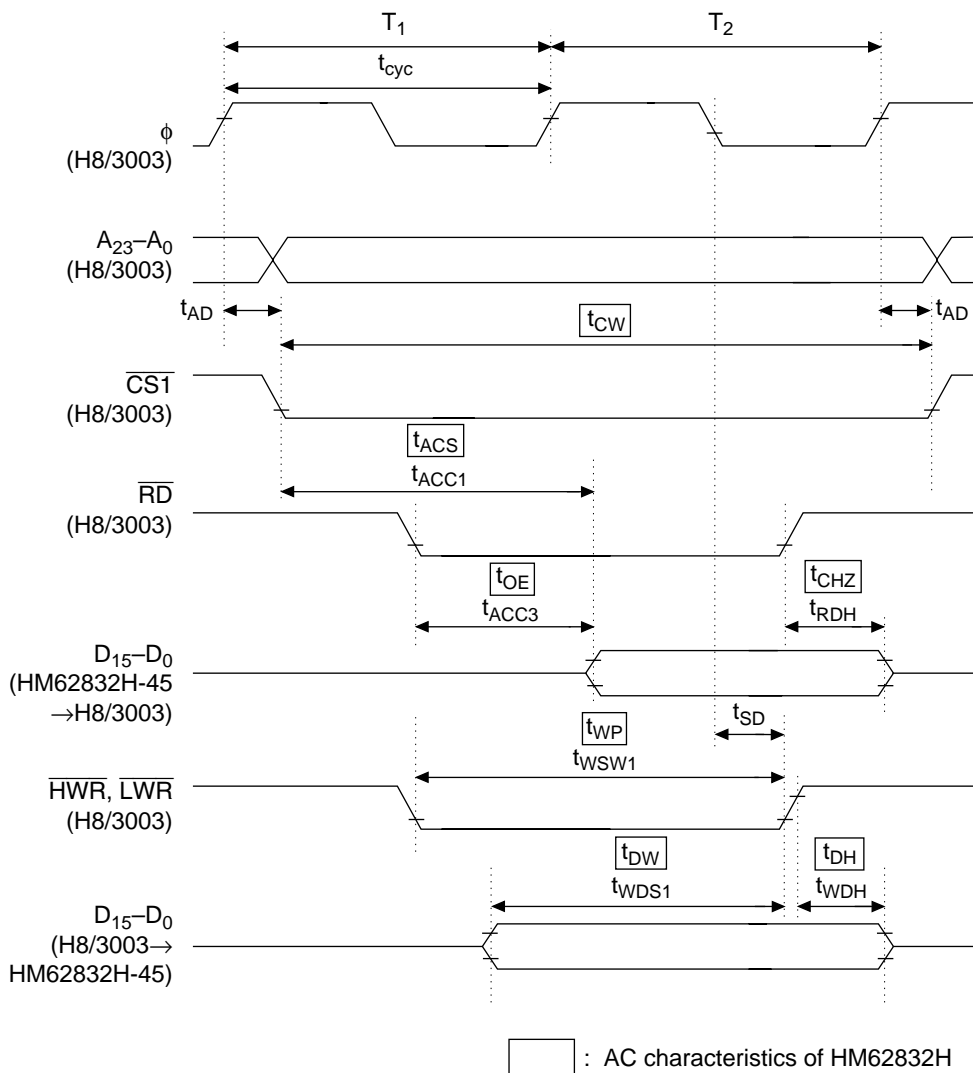 T1 T2
tcyc
ϕ
(H8/3003)
A23–A0
(H8/3003)
tAD tCW tAD
CS1
(H8/3003)
tACS
tACC1
RD
(H8/3003)
tOE tCHZ
tACC3 tRDH
D15–D0
(HM62832H-45
→H8/3003)
tSD
tWP
tWSW1
HWR, LWR
(H8/3003)
tDW tDH
tWDS1 tWDH
D15–D0
(H8/3003→
HM62832H-45)
: AC characteristics of HM62832H